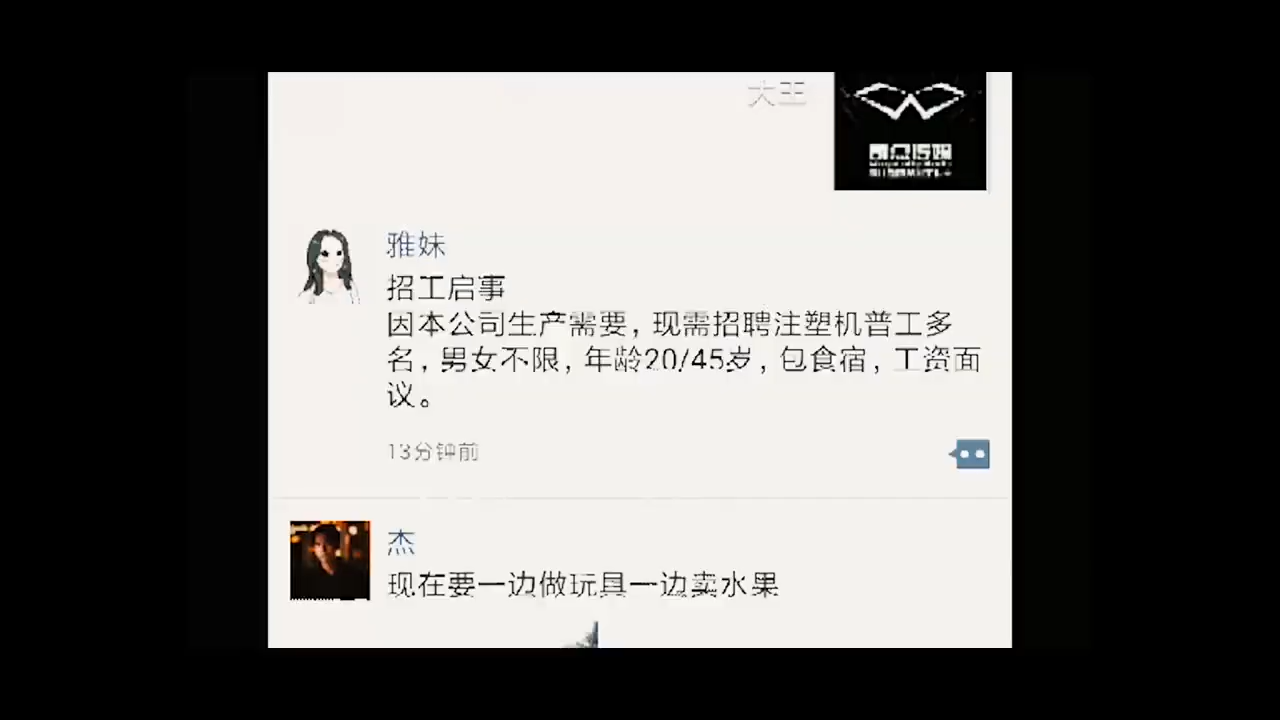 大王
雅妹
招工启事
因本公司生产需要，现需招聘注塑机普工多
名，男女不限，年龄20/45岁，包食宿，工资面
议。
13分钟前
杰
现在要一边做玩具一边卖水果